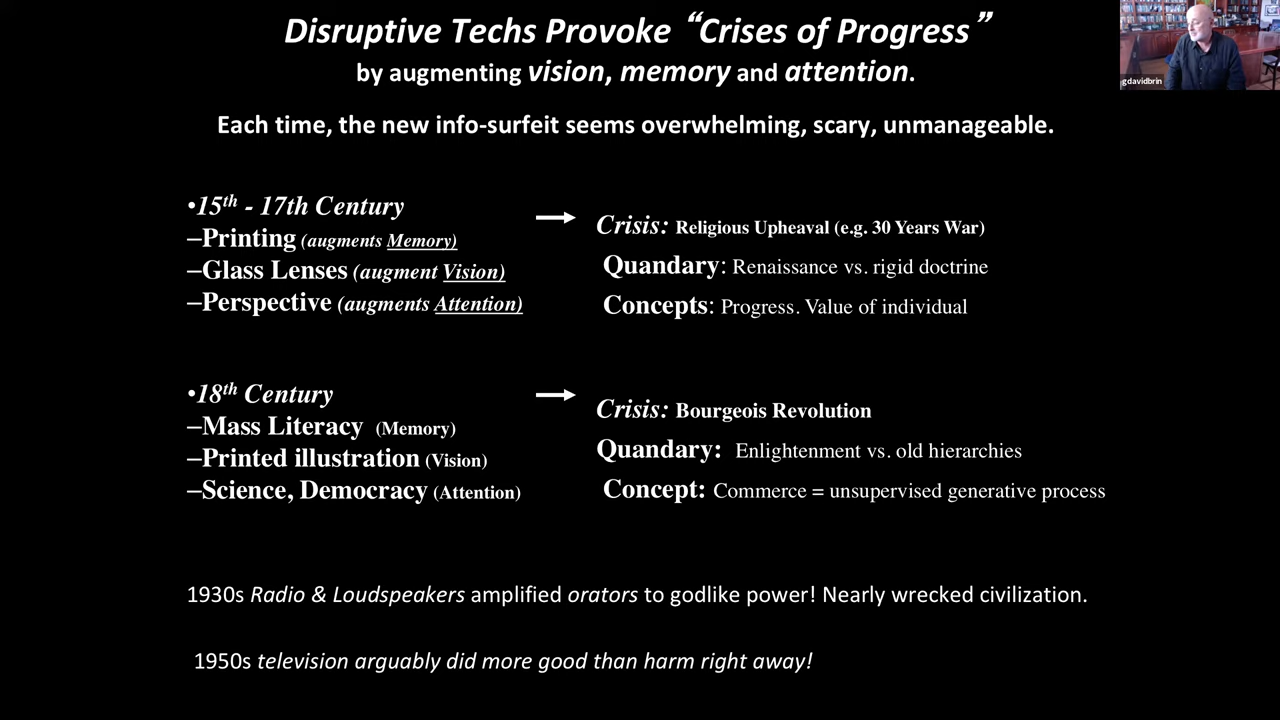 Disruptive Techs Provoke “Crises of Progress”
by augmenting vision, memory and attention.
Each time, the new info-surfeit seems overwhelming, scary, unmanageable.
gdavidbrin
•15th - 17th Century
–Printing (augments Memory)
–Glass Lenses (augment Vision)
–Perspective (augments Attention)
Crisis: Religious Upheaval (e.g. 30 Years War)
Quandary: Renaissance vs. rigid doctrine
Concepts: Progress. Value of individual
•18th Century
–Mass Literacy (Memory)
–Printed illustration (Vision)
–Science, Democracy (Attention)
Crisis: Bourgeois Revolution
Quandary: Enlightenment vs. old hierarchies
Concept: Commerce = unsupervised generative process
1930s Radio & Loudspeakers amplified orators to godlike power! Nearly wrecked civilization.
1950s television arguably did more good than harm right away!